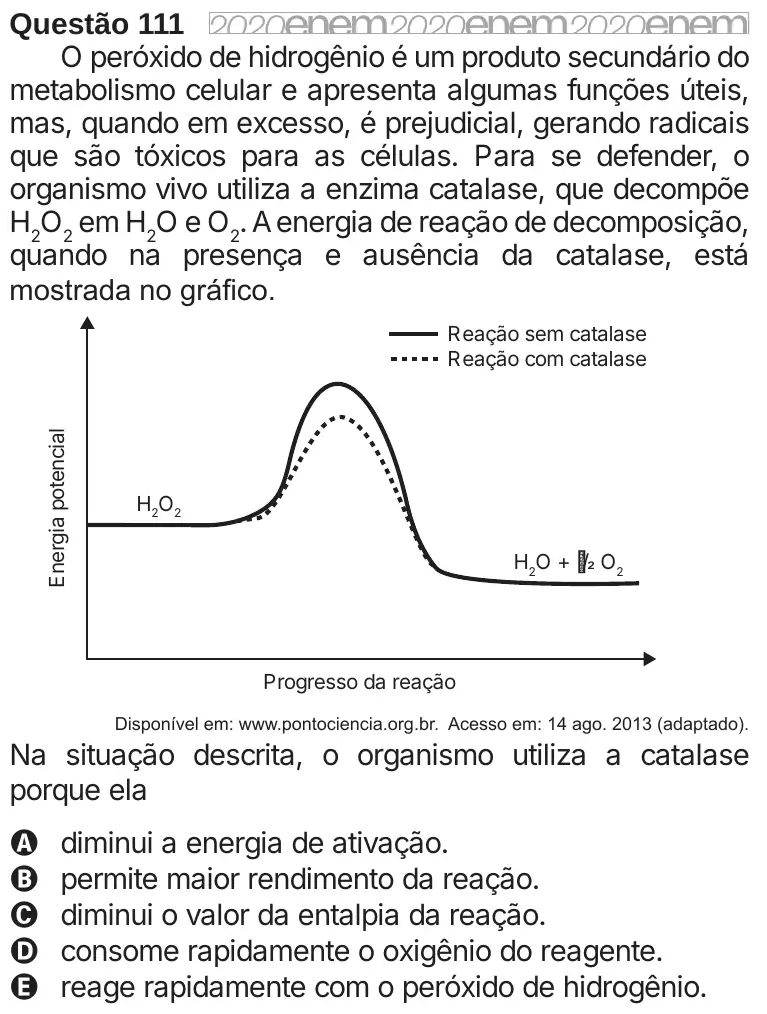 Questão 111 2020enem2020enem2020enem
O peróxido de hidrogênio é um produto secundário do
metabolismo celular e apresenta algumas funções úteis,
mas, quando em excesso, é prejudicial, gerando radicais
que são tóxicos para as células. Para se defender, o
organismo vivo utiliza a enzima catalase, que decompõe
H₂O₂ em H₂O e O₂. A energia de reação de decomposição,
quando na presença e ausência da catalase, está
mostrada no gráfico.
Reação sem catalase
Reação com catalase
Energia potencial
H₂O₂
H₂O + /₂ O₂
Progresso da reação
Disponível em: www.pontociencia.org.br. Acesso em: 14 ago. 2013 (adaptado).
Na situação descrita, o organismo utiliza a catalase
porque ela
A diminui a energia de ativação.
B permite maior rendimento da reação.
C diminui o valor da entalpia da reação.
D consome rapidamente o oxigênio do reagente.
E reage rapidamente com o peróxido de hidrogênio.